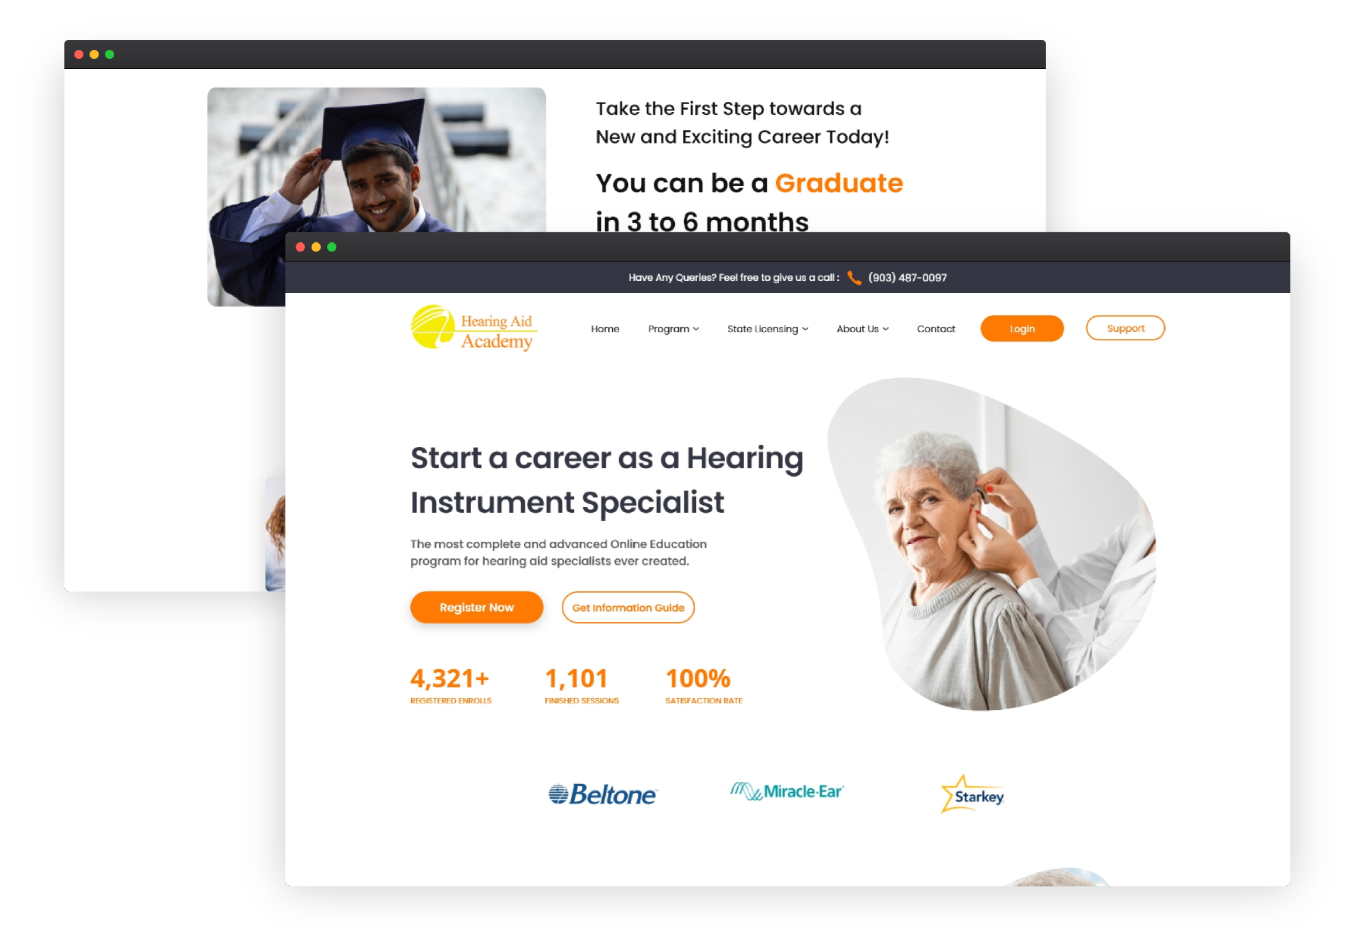 Take the First Step towards a
New and Exciting Career Today!
You can be a Graduate
in 3 to 6 months
Have Any Queries? Feel free to give us a call : (903) 487-0097
Hearing Aid
Academy
Home Program State Licensing About Us Contact Login Support
Start a career as a Hearing
Instrument Specialist
The most complete and advanced Online Education
program for hearing aid specialists ever created.
Register Now Get Information Guide
4,321+ 1,101 100%
REGISTERED ENROLLS FINISHED SESSIONS SATISFACTION RATE
Beltone Miracle-Ear Starkey